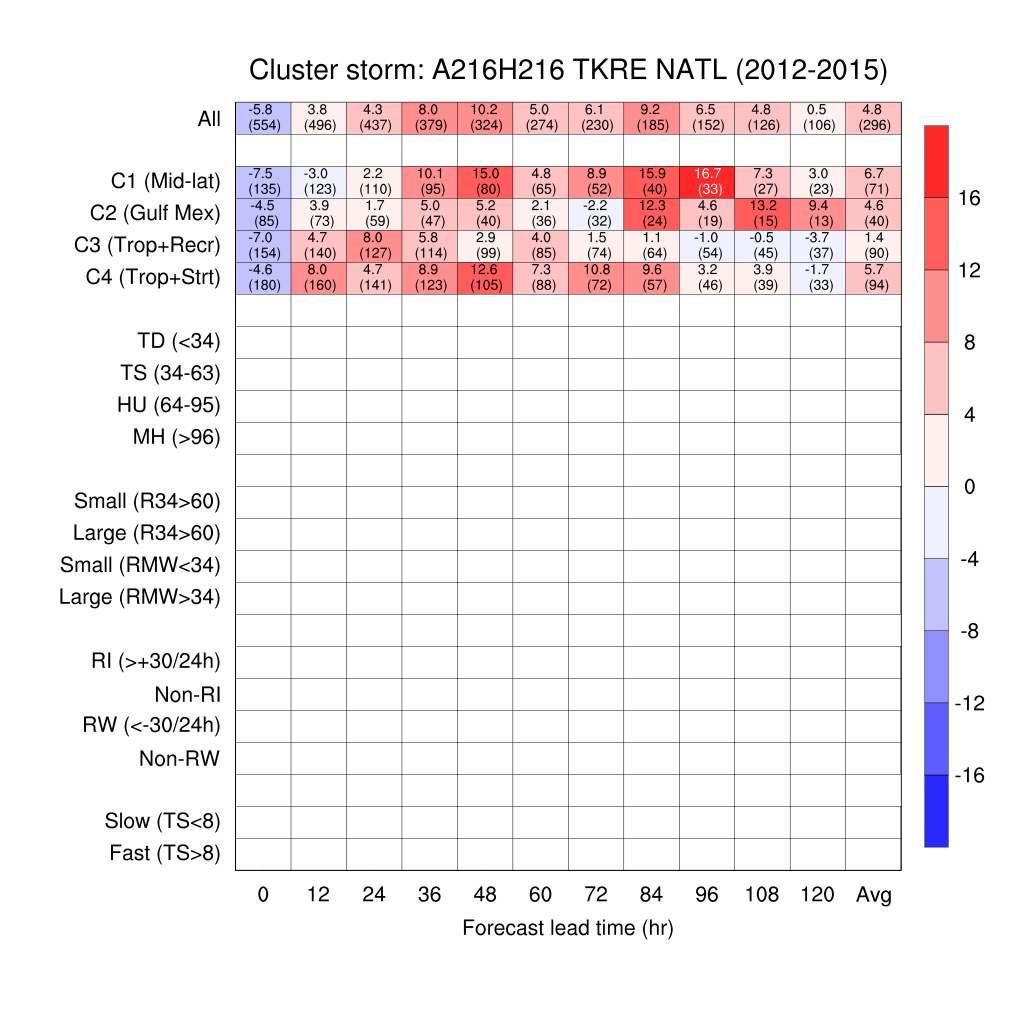 Cluster storm: A216H216 TKRE NATL (2012-2015)
All -5.8 3.8 4.3 8.0 10.2 5.0 6.1 9.2 6.5 4.8 0.5 4.8
(554) (496) (437) (379) (324) (274) (230) (185) (152) (126) (106) (296)
C1 (Mid-lat) -7.5 -3.0 2.2 10.1 15.0 4.8 8.9 15.9 16.7 7.3 3.0 6.7
(135) (123) (110) (95) (80) (65) (52) (40) (33) (27) (23) (71)
C2 (Gulf Mex) -4.5 3.9 1.7 5.0 5.2 2.1 -2.2 12.3 4.6 13.2 9.4 4.6
(85) (73) (59) (47) (40) (36) (32) (24) (19) (15) (13) (40)
C3 (Trop+Recr) -7.0 4.7 8.0 5.8 2.9 4.0 1.5 1.1 -1.0 -0.5 -3.7 1.4
(154) (140) (127) (114) (99) (85) (74) (64) (54) (45) (37) (90)
C4 (Trop+Strt) -4.6 8.0 4.7 8.9 12.6 7.3 10.8 9.6 3.2 3.9 -1.7 5.7
(180) (160) (141) (123) (105) (88) (72) (57) (46) (39) (33) (94)
TD (<34)
TS (34-63)
HU (64-95)
MH (>96)
Small (R34>60)
Large (R34>60)
Small (RMW<34)
Large (RMW>34)
RI (>+30/24h)
Non-RI
RW (<-30/24h)
Non-RW
Slow (TS<8)
Fast (TS>8)
0 12 24 36 48 60 72 84 96 108 120 Avg
Forecast lead time (hr)
16
12
8
4
0
-4
-8
-12
-16